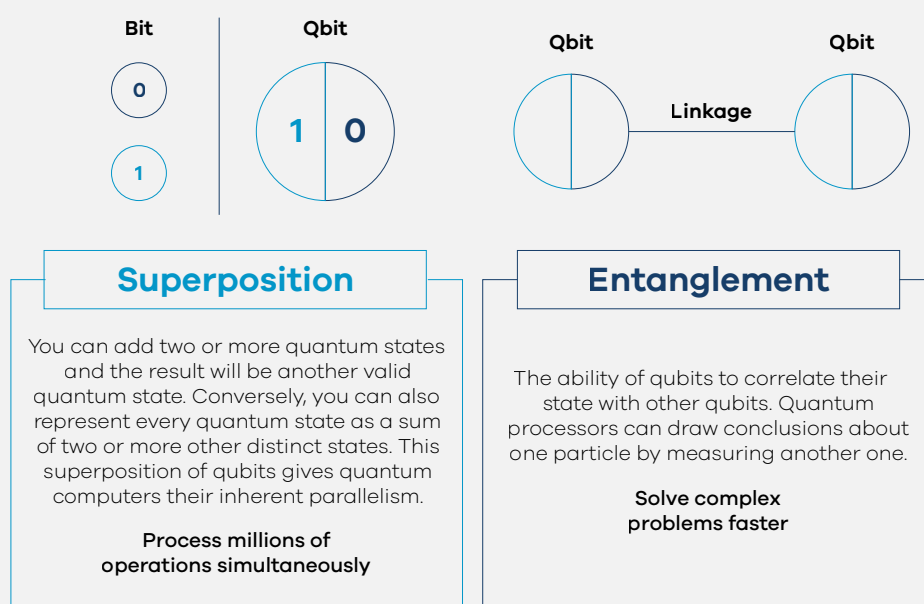 Bit
Qbit
0
1
1 0
Qbit
Qbit
Linkage
Superposition
You can add two or more quantum states
and the result will be another valid
quantum state. Conversely, you can also
represent every quantum state as a sum
of two or more other distinct states. This
superposition of qubits gives quantum
computers their inherent parallelism.
Process millions of
operations simultaneously
Entanglement
The ability of qubits to correlate their
state with other qubits. Quantum
processors can draw conclusions about
one particle by measuring another one.
Solve complex
problems faster